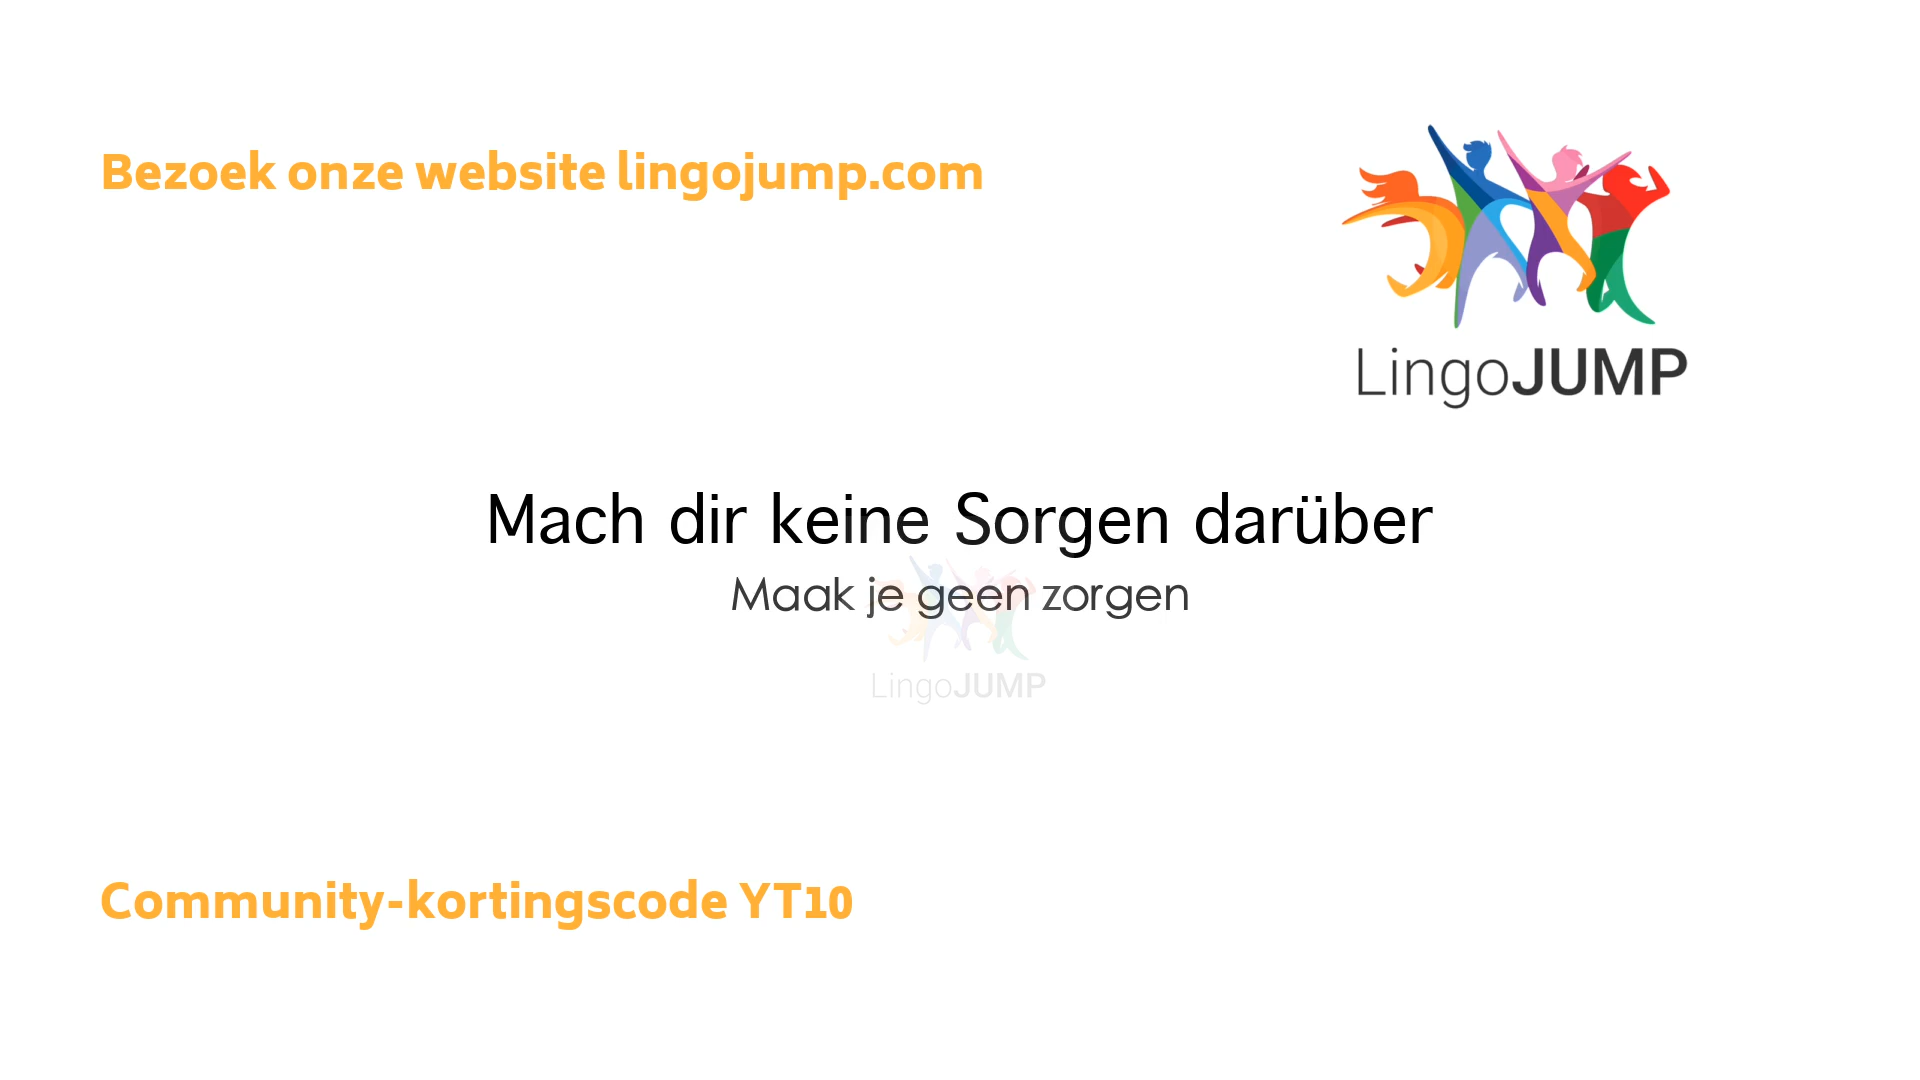 Bezoek onze website lingojump.com
LingoJUMP
Mach dir keine Sorgen darüber
Maak je geen zorgen
LingoJUMP
Community-kortingscode YT10